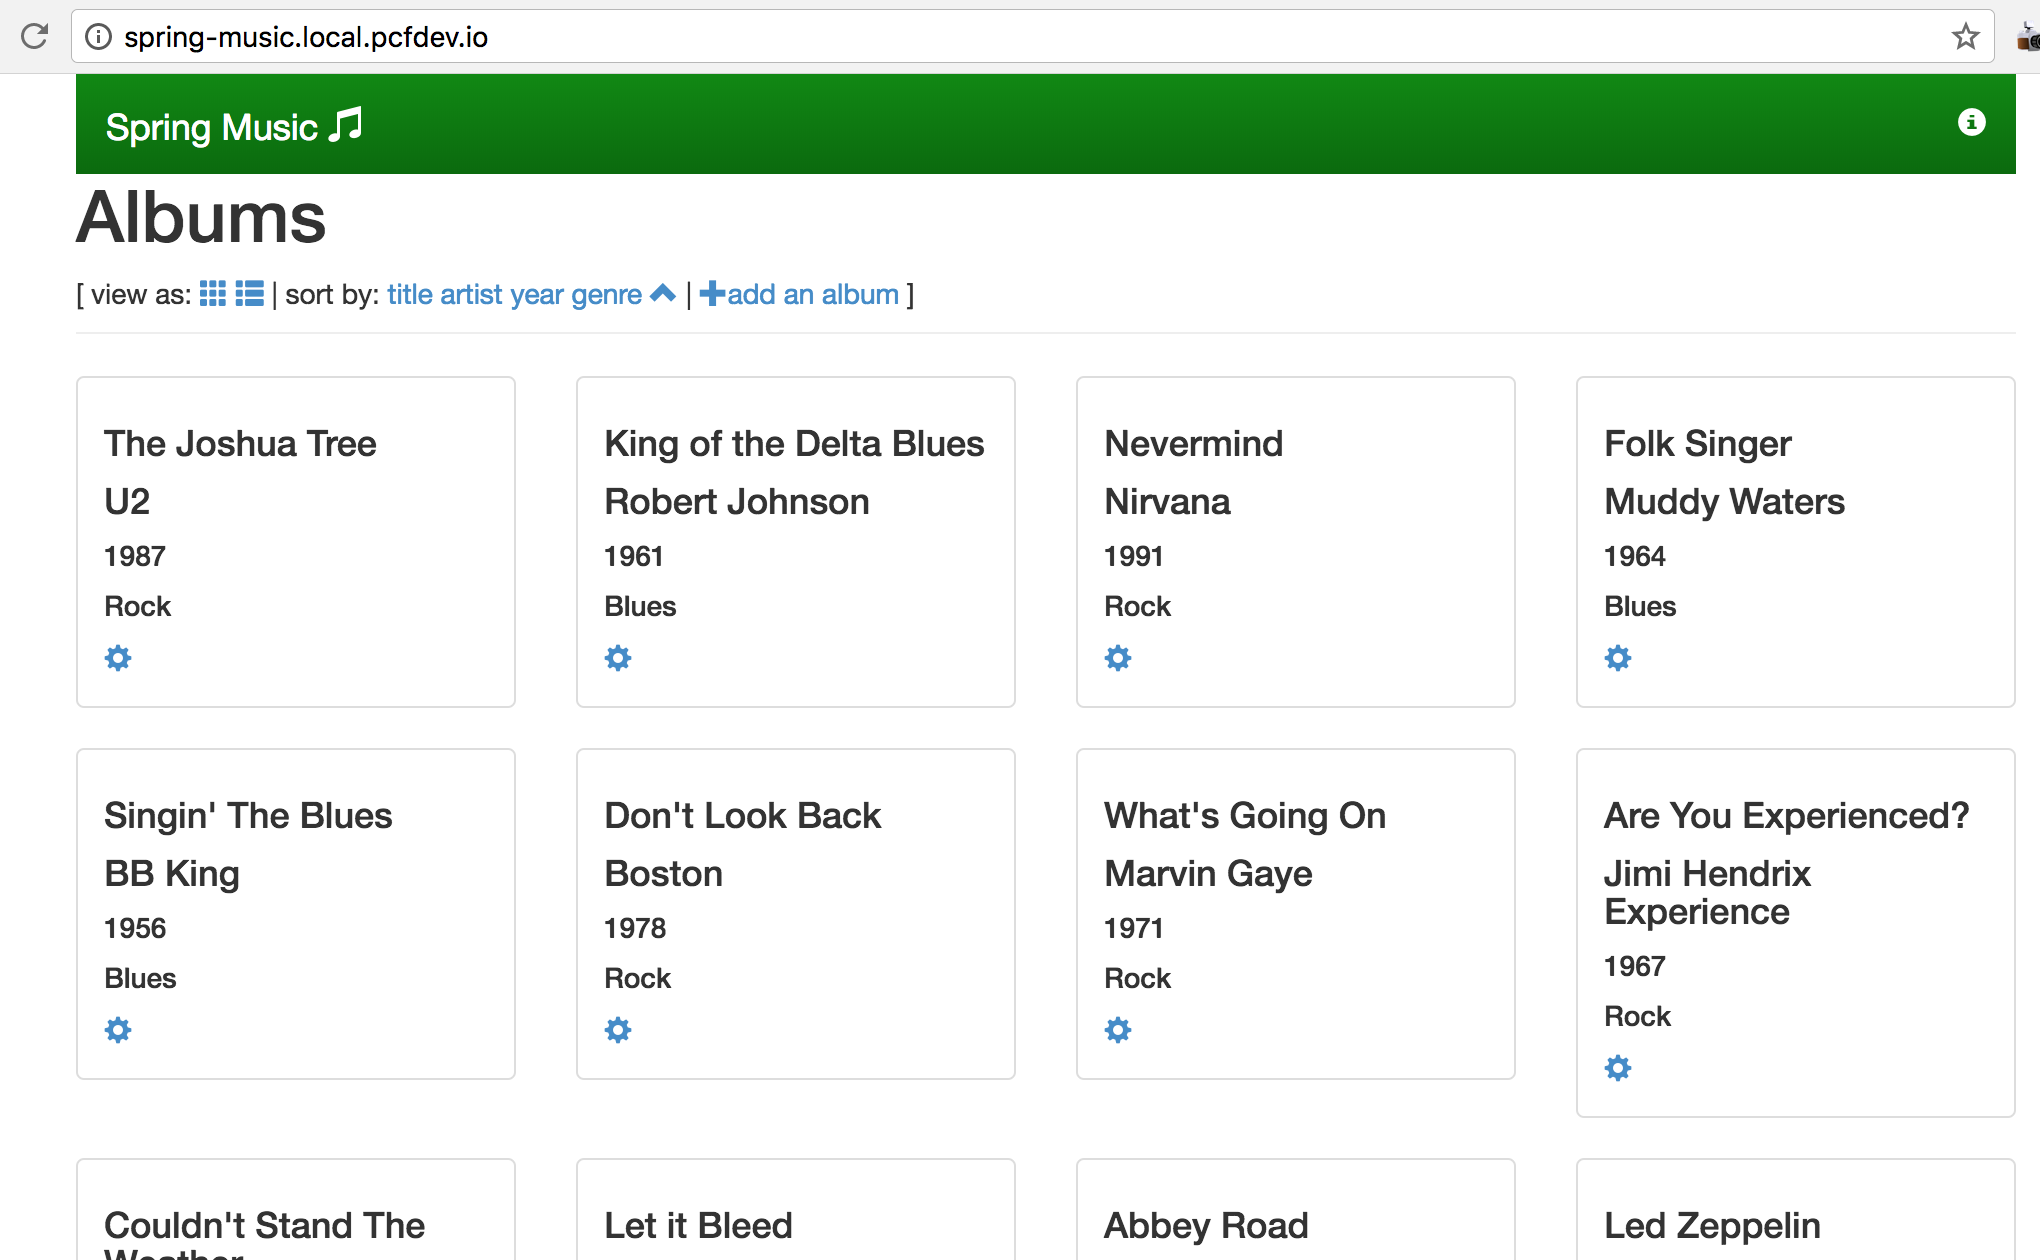 spring-music.local.pcfdev.io
Spring Music
Albums
[ view as: | sort by: title artist year genre | add an album ]
The Joshua Tree
U2
1987
Rock
King of the Delta Blues
Robert Johnson
1961
Blues
Nevermind
Nirvana
1991
Rock
Folk Singer
Muddy Waters
1964
Blues
Singin' The Blues
BB King
1956
Blues
Don't Look Back
Boston
1978
Rock
What's Going On
Marvin Gaye
1971
Rock
Are You Experienced?
Jimi Hendrix
Experience
1967
Rock
Couldn't Stand The
Weather
Let it Bleed
Abbey Road
Led Zeppelin